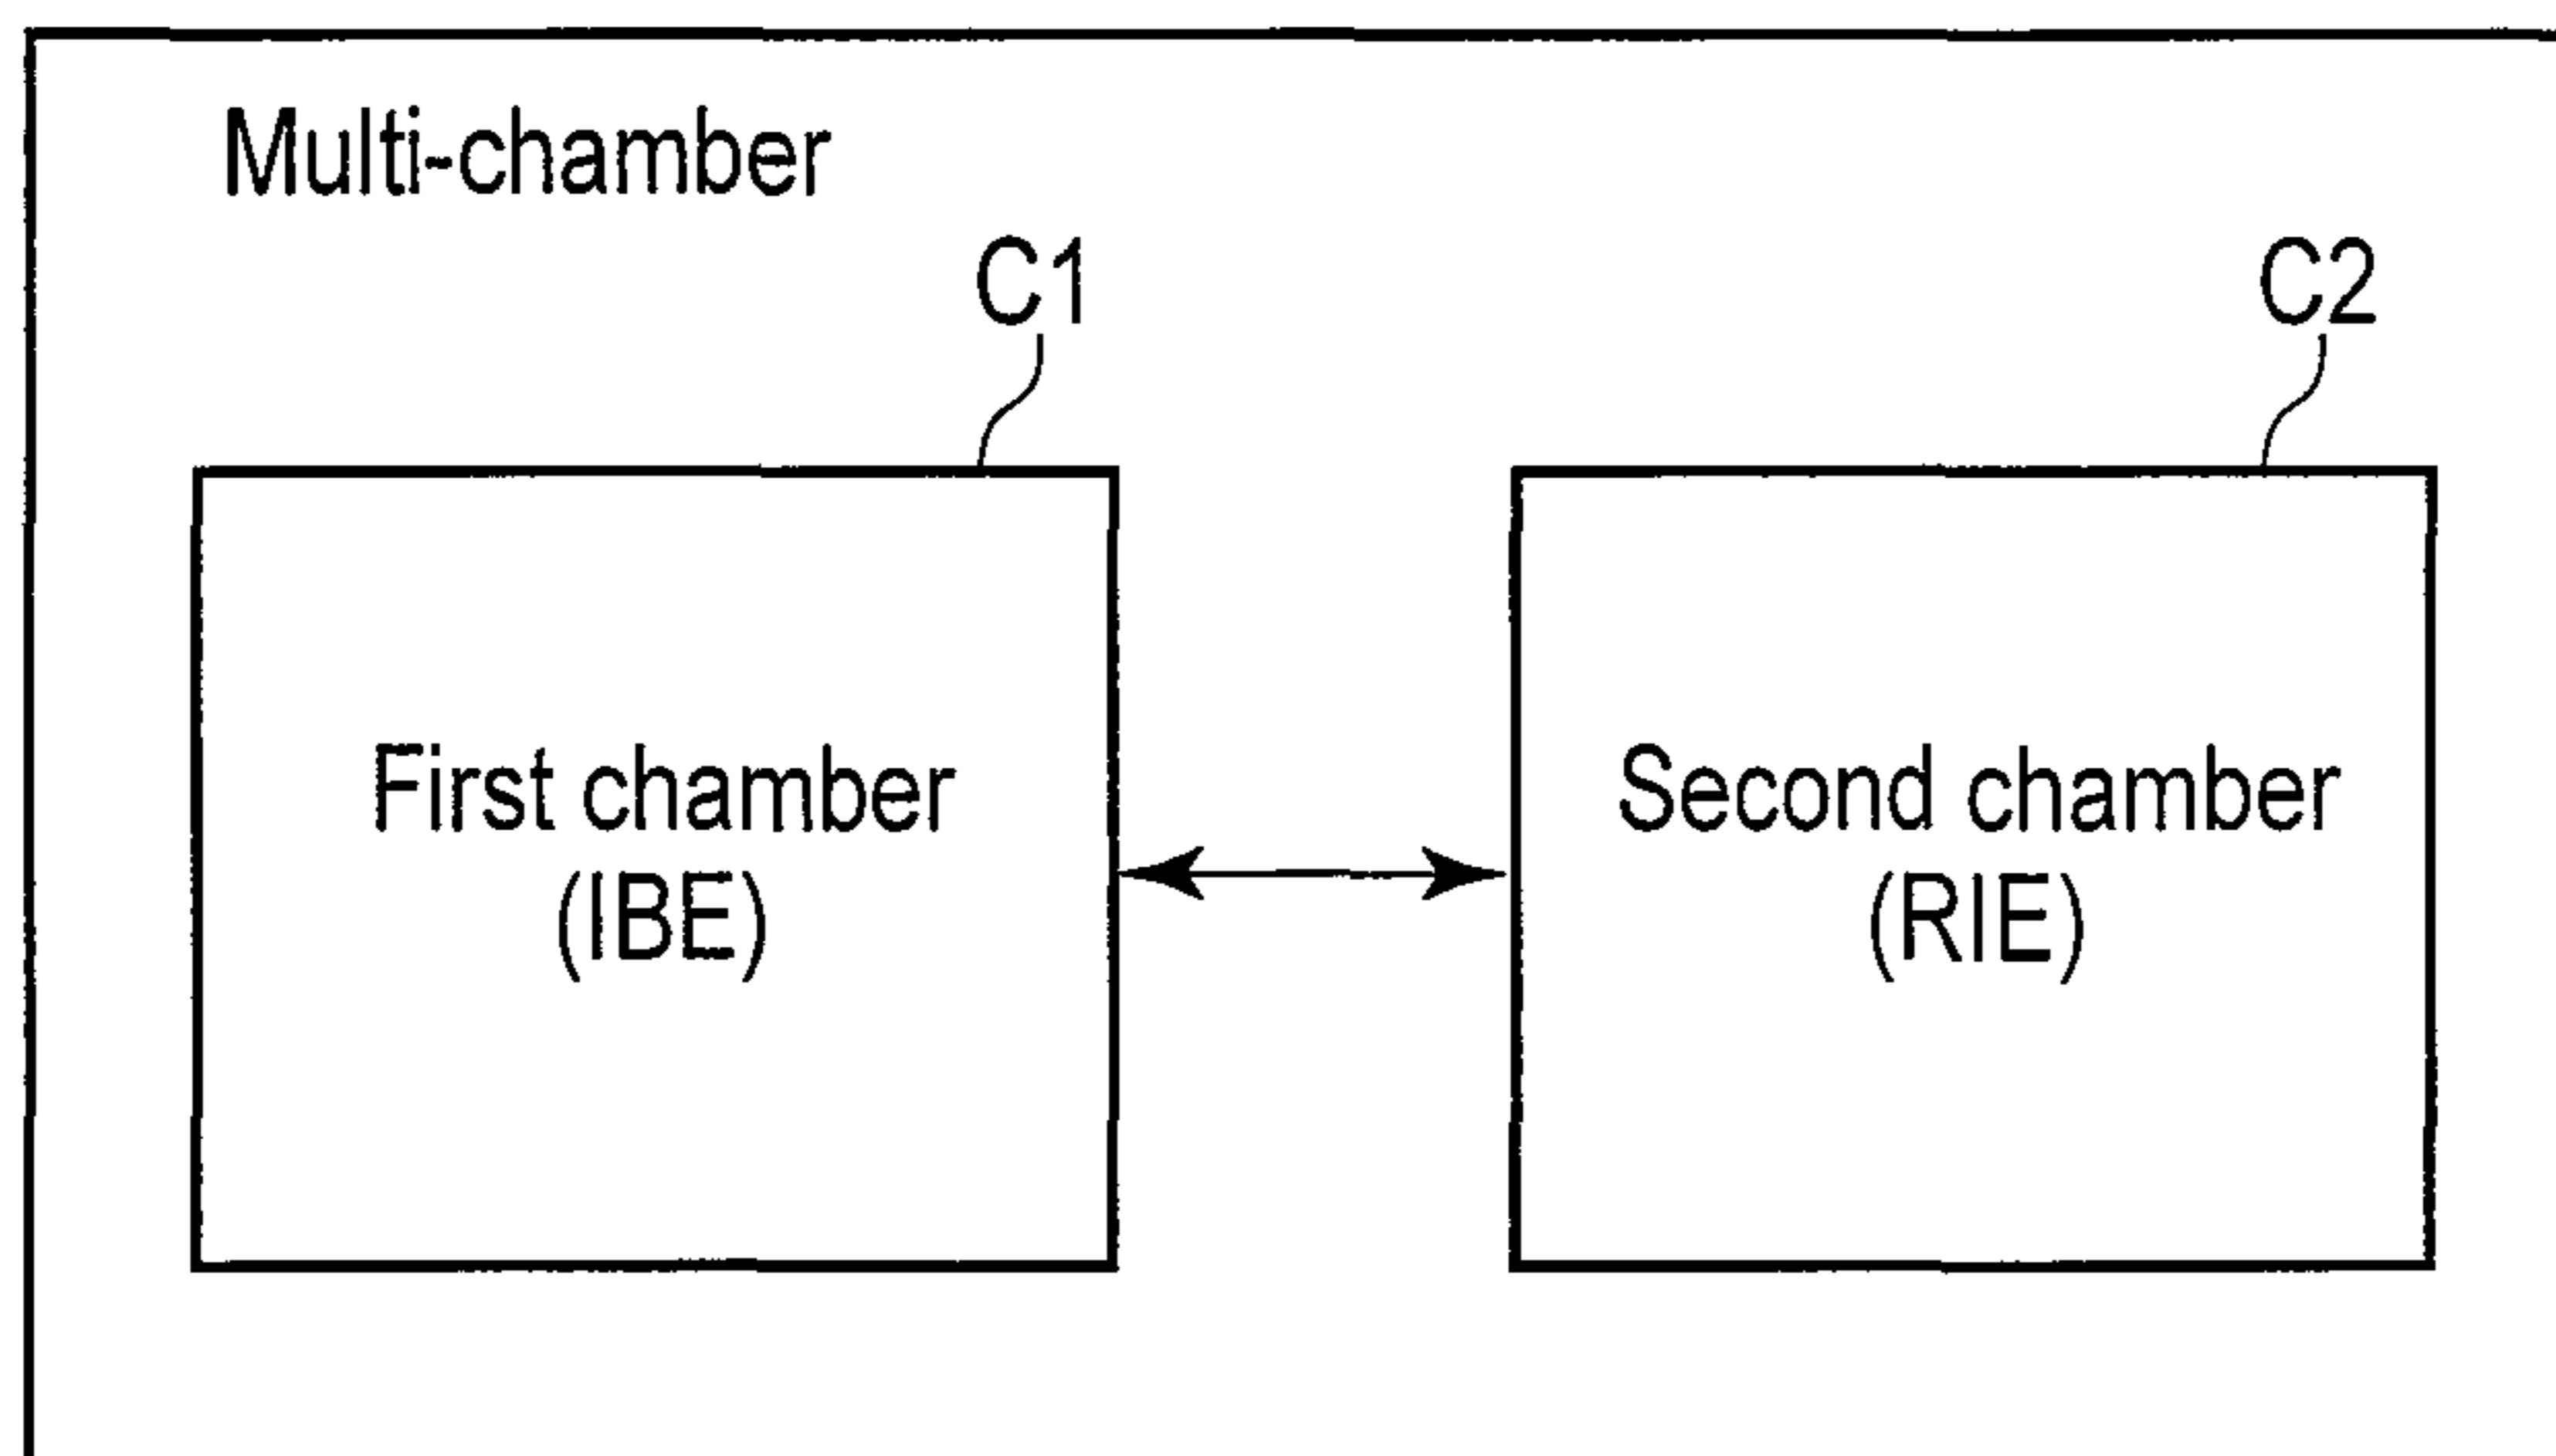 Multi-chamber
C1
C2
First chamber
(IBE)
Second chamber
(RIE)